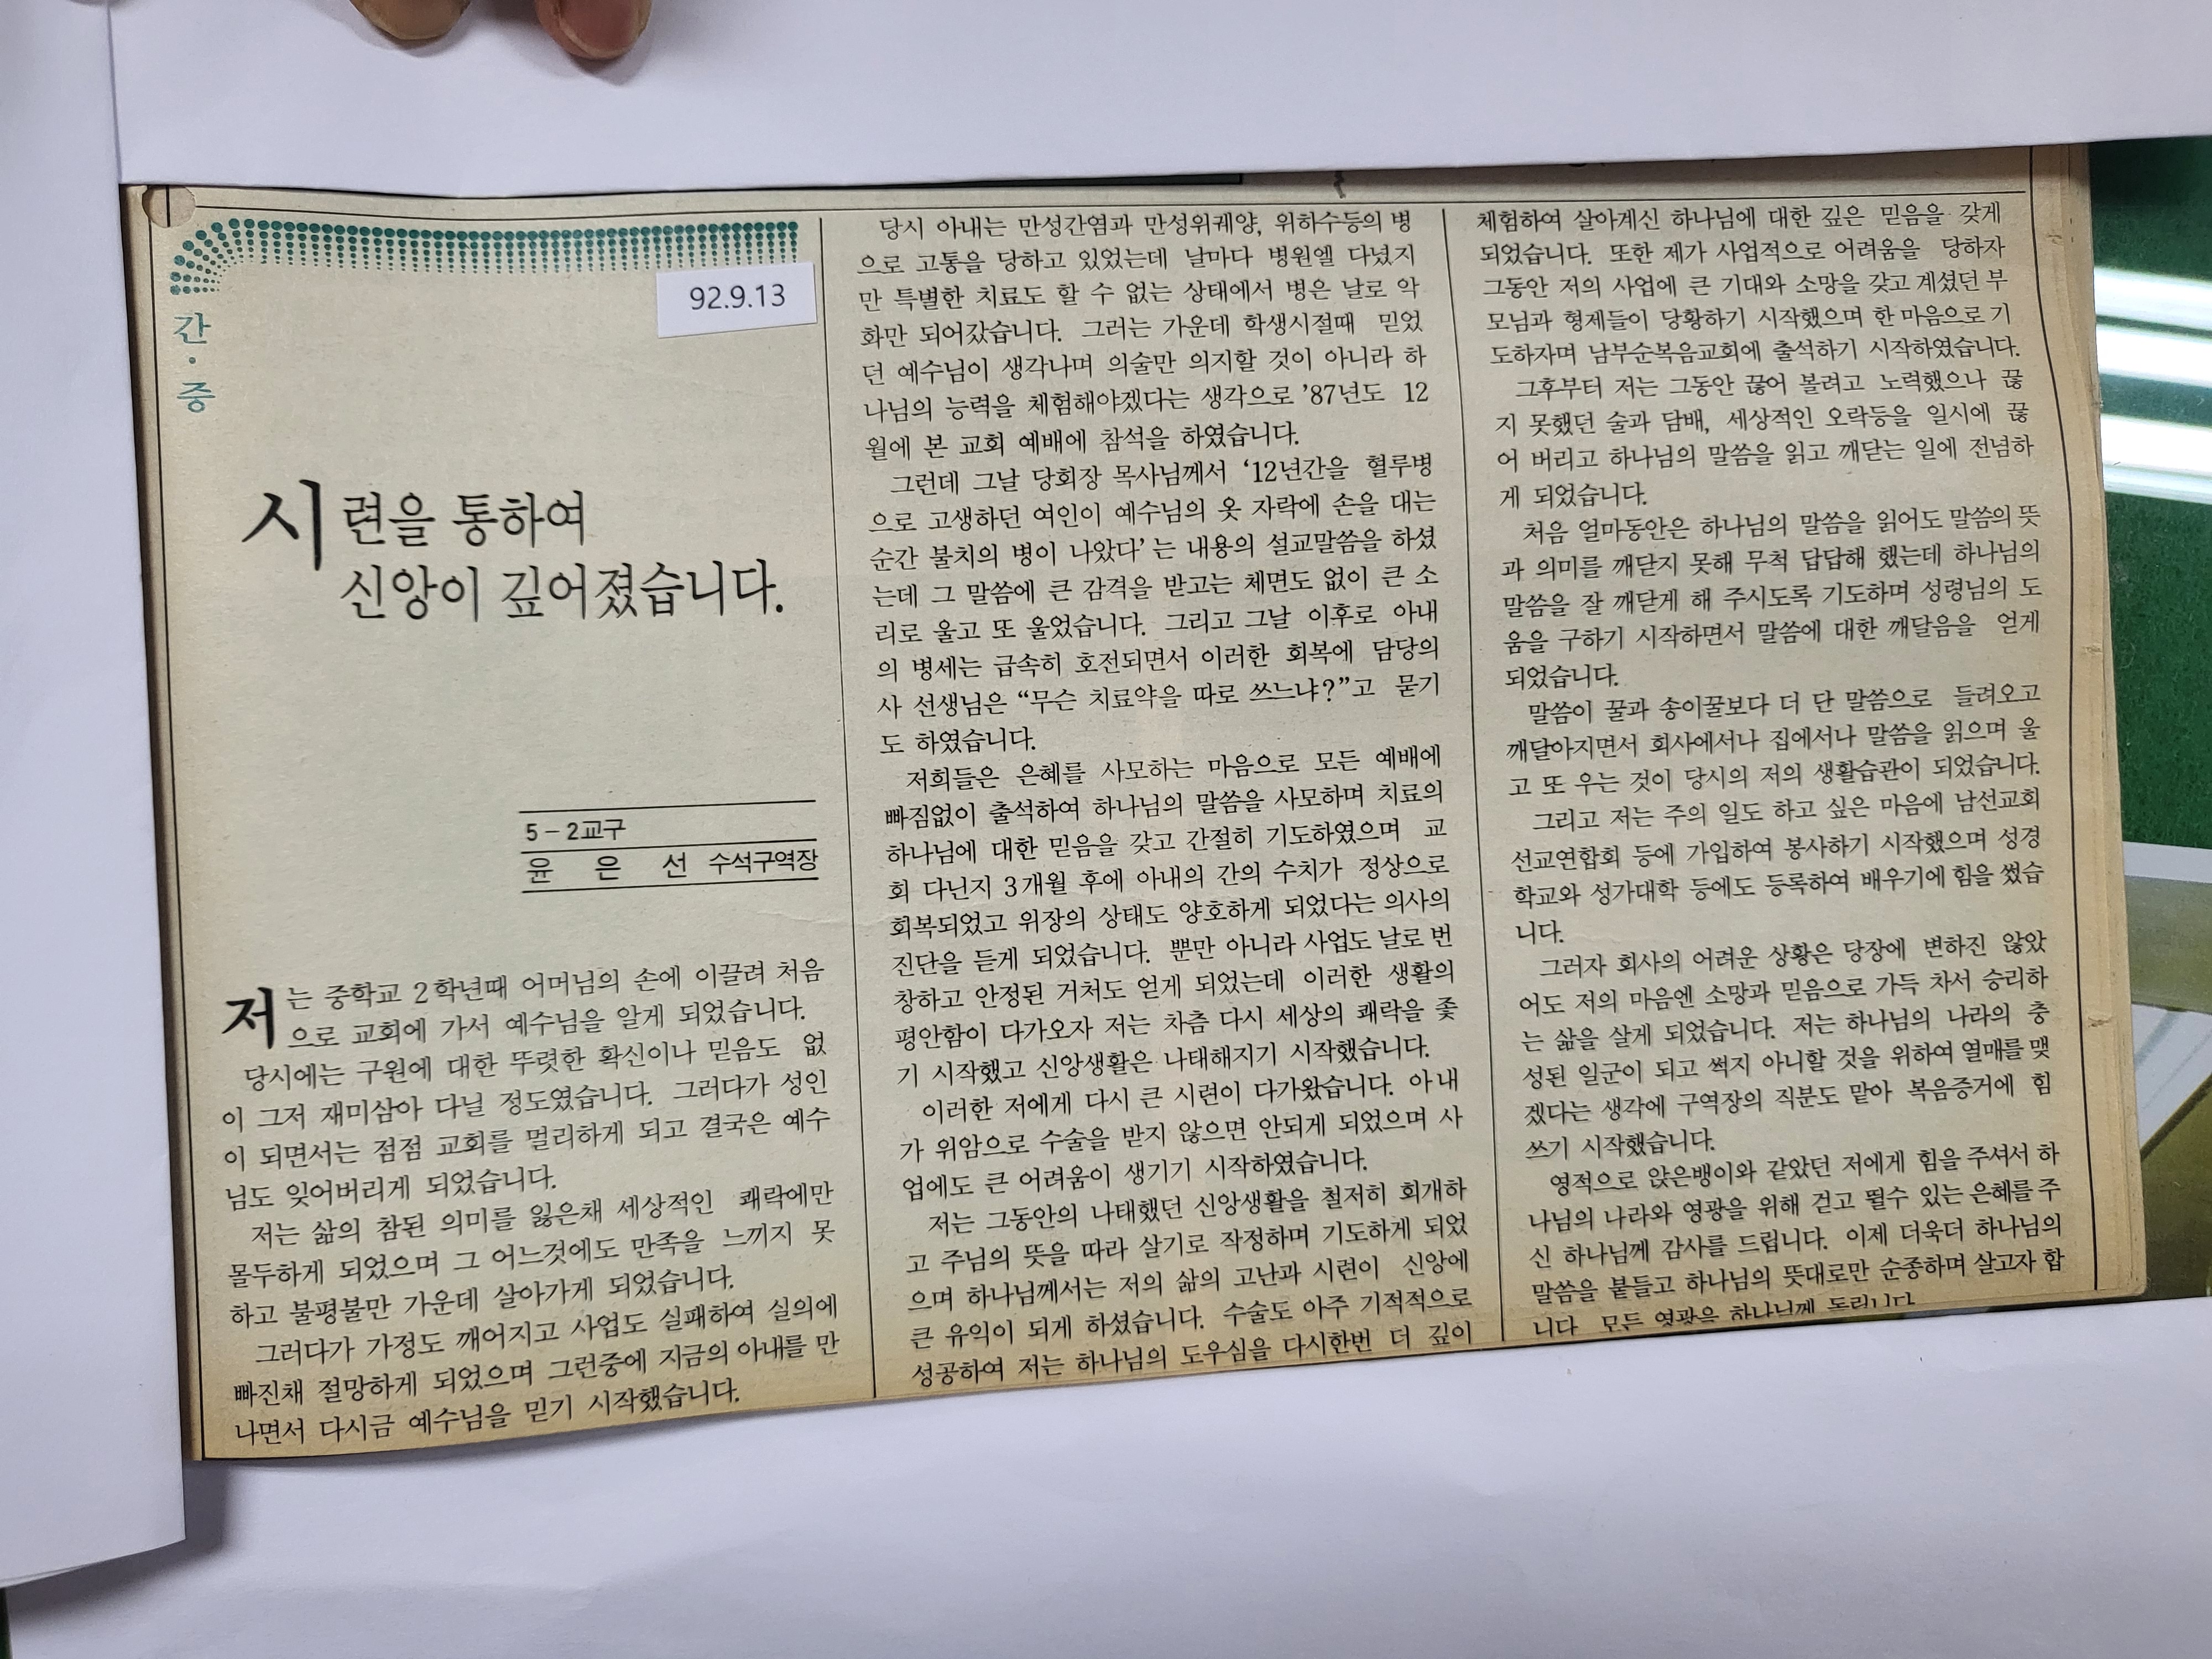 간·증
92.9.13
시련을 통하여
신앙이 깊어졌습니다.
5-2교구
윤 은 선 수석구역장
저는 중학교 2학년때 어머님의 손에 이끌려 처음
으로 교회에 가서 예수님을 알게 되었습니다.
당시에는 구원에 대한 뚜렷한 확신이나 믿음도 없
이 그저 재미삼아 다닐 정도였습니다. 그러다가 성인
이 되면서는 점점 교회를 멀리하게 되고 결국은 예수
님도 잊어버리게 되었습니다.
저는 삶의 참된 의미를 잃은채 세상적인 쾌락에만
몰두하게 되었으며 그 어느것에도 만족을 느끼지 못
하고 불평불만 가운데 살아가게 되었습니다.
그러다가 가정도 깨어지고 사업도 실패하여 실의에
빠진채 절망하게 되었으며 그런중에 지금의 아내를 만
나면서 다시금 예수님을 믿기 시작했습니다.
당시 아내는 만성간염과 만성위궤양, 위하수등의 병
으로 고통을 당하고 있었는데 날마다 병원엘 다녔지
만 특별한 치료도 할 수 없는 상태에서 병은 날로 악
화만 되어갔습니다. 그러는 가운데 학생시절때 믿었
던 예수님이 생각나며 의술만 의지할 것이 아니라 하
나님의 능력을 체험해야겠다는 생각으로 '87년도 12
월에 본 교회 예배에 참석을 하였습니다.
그런데 그날 당회장 목사님께서 '12년간을 혈루병
으로 고생하던 여인이 예수님의 옷 자락에 손을 대는
순간 불치의 병이 나았다'는 내용의 설교말씀을 하셨
는데 그 말씀에 큰 감격을 받고는 체면도 없이 큰 소
리로 울고 또 울었습니다. 그리고 그날 이후로 아내
의 병세는 급속히 호전되면서 이러한 회복에 담당의
사 선생님은 “무슨 치료약을 따로 쓰느냐?”고 묻기
도 하였습니다.
저희들은 은혜를 사모하는 마음으로 모든 예배에
빠짐없이 출석하여 하나님의 말씀을 사모하며 치료의
하나님에 대한 믿음을 갖고 간절히 기도하였으며 교
회 다닌지 3개월 후에 아내의 간의 수치가 정상으로
회복되었고 위장의 상태도 양호하게 되었다는 의사의
진단을 듣게 되었습니다. 뿐만 아니라 사업도 날로 번
창하고 안정된 거처도 얻게 되었는데 이러한 생활의
평안함이 다가오자 저는 차츰 다시 세상의 쾌락을 좇
기 시작했고 신앙생활은 나태해지기 시작했습니다.
이러한 저에게 다시 큰 시련이 다가왔습니다. 아내
가 위암으로 수술을 받지 않으면 안되게 되었으며 사
업에도 큰 어려움이 생기기 시작하였습니다.
저는 그동안의 나태했던 신앙생활을 철저히 회개하
고 주님의 뜻을 따라 살기로 작정하며 기도하게 되었
으며 하나님께서는 저의 삶의 고난과 시련이 신앙에
큰 유익이 되게 하셨습니다. 수술도 아주 기적적으로
성공하여 저는 하나님의 도우심을 다시한번 더 깊이
체험하여 살아계신 하나님에 대한 깊은 믿음을 갖게
되었습니다. 또한 제가 사업적으로 어려움을 당하자
그동안 저의 사업에 큰 기대와 소망을 갖고 계셨던 부
모님과 형제들이 당황하기 시작했으며 한 마음으로 기
도하자며 남부순복음교회에 출석하기 시작하였습니다.
그후부터 저는 그동안 끊어 볼려고 노력했으나 끊
지 못했던 술과 담배, 세상적인 오락등을 일시에 끊
어 버리고 하나님의 말씀을 읽고 깨닫는 일에 전념하
게 되었습니다.
처음 얼마동안은 하나님의 말씀을 읽어도 말씀의 뜻
과 의미를 깨닫지 못해 무척 답답해 했는데 하나님의
말씀을 잘 깨닫게 해 주시도록 기도하며 성령님의 도
움을 구하기 시작하면서 말씀에 대한 깨달음을 얻게
되었습니다.
말씀이 꿀과 송이꿀보다 더 단 말씀으로 들려오고
깨달아지면서 회사에서나 집에서나 말씀을 읽으며 울
고 또 우는 것이 당시의 저의 생활습관이 되었습니다.
그리고 저는 주의 일도 하고 싶은 마음에 남선교회
선교연합회 등에 가입하여 봉사하기 시작했으며 성경
학교와 성가대학 등에도 등록하여 배우기에 힘을 썼습
니다.
그러자 회사의 어려운 상황은 당장에 변하진 않았
어도 저의 마음엔 소망과 믿음으로 가득 차서 승리하
는 삶을 살게 되었습니다. 저는 하나님의 나라의 충
성된 일군이 되고 썩지 아니할 것을 위하여 열매를 맺
겠다는 생각에 구역장의 직분도 맡아 복음증거에 힘
쓰기 시작했습니다.
영적으로 앉은뱅이와 같았던 저에게 힘을 주셔서 하
나님의 나라와 영광을 위해 걷고 뛸수 있는 은혜를 주
신 하나님께 감사를 드립니다. 이제 더욱더 하나님의
말씀을 붙들고 하나님의 뜻대로만 순종하며 살고자 합
니다. 모든 영광을 하나님께 돌립니다.